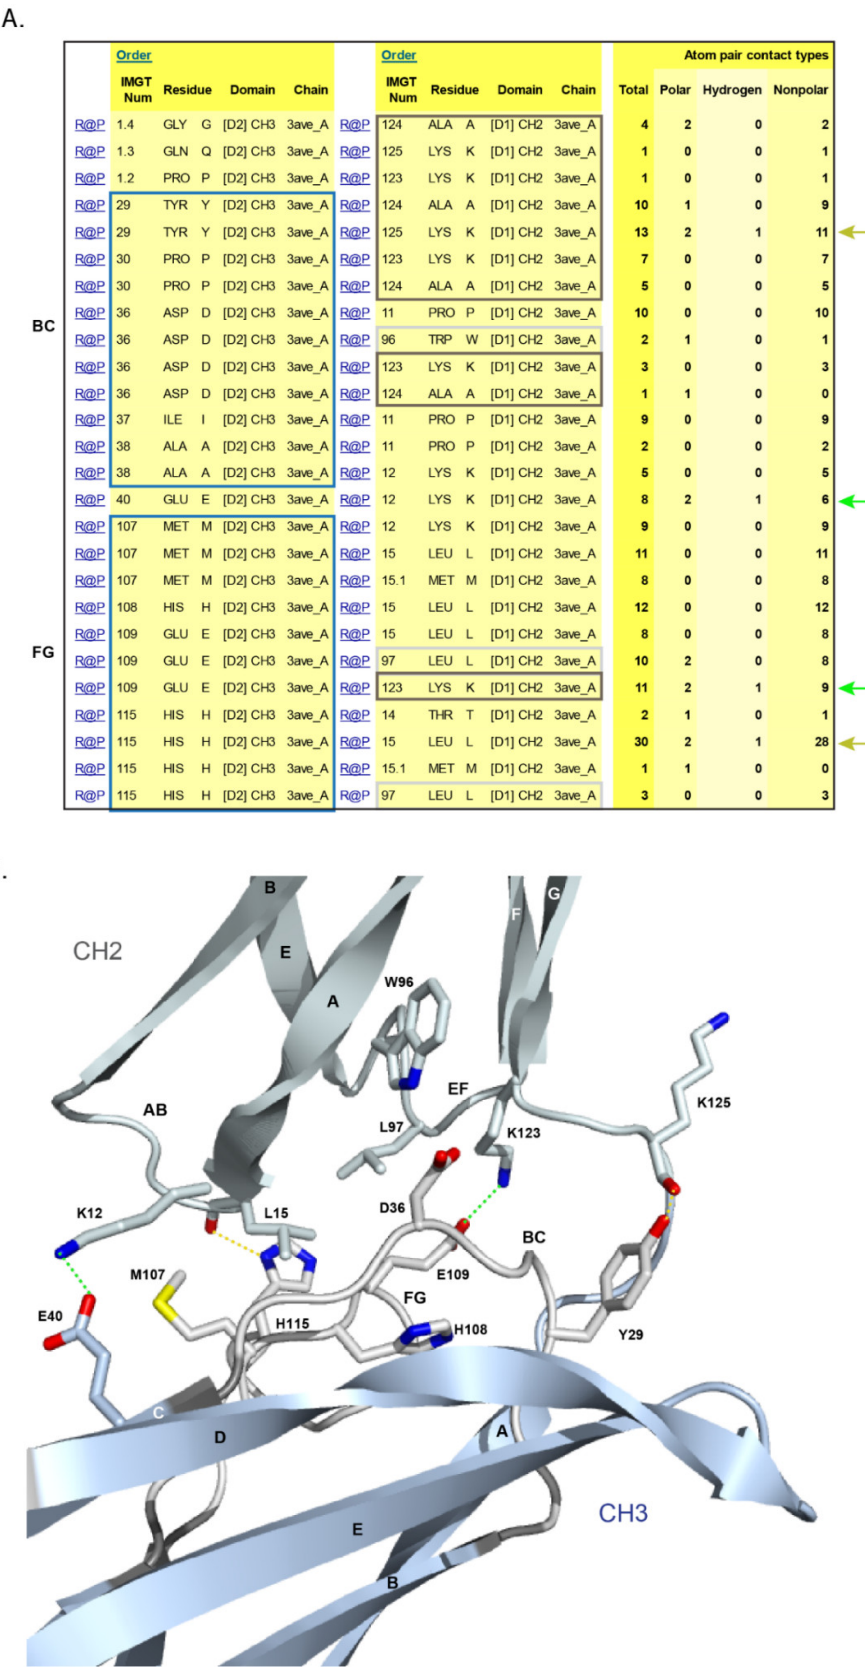 A.
Order Order Atom pair contact types
IMGT Num Residue Domain Chain IMGT Num Residue Domain Chain Total Polar Hydrogen Nonpolar
R@P 1.4 GLY G [D2] CH3 3ave_A R@P 124 ALA A [D1] CH2 3ave_A 4 2 0 2
R@P 1.3 GLN Q [D2] CH3 3ave_A R@P 125 LYS K [D1] CH2 3ave_A 1 0 0 1
R@P 1.2 PRO P [D2] CH3 3ave_A R@P 123 LYS K [D1] CH2 3ave_A 1 0 0 1
R@P 29 TYR Y [D2] CH3 3ave_A R@P 124 ALA A [D1] CH2 3ave_A 10 1 0 9
R@P 29 TYR Y [D2] CH3 3ave_A R@P 125 LYS K [D1] CH2 3ave_A 13 2 1 11
R@P 30 PRO P [D2] CH3 3ave_A R@P 123 LYS K [D1] CH2 3ave_A 7 0 0 7
R@P 30 PRO P [D2] CH3 3ave_A R@P 124 ALA A [D1] CH2 3ave_A 5 0 0 5
R@P 36 ASP D [D2] CH3 3ave_A R@P 11 PRO P [D1] CH2 3ave_A 10 0 0 10
BC
R@P 36 ASP D [D2] CH3 3ave_A R@P 96 TRP W [D1] CH2 3ave_A 2 1 0 1
R@P 36 ASP D [D2] CH3 3ave_A R@P 123 LYS K [D1] CH2 3ave_A 3 0 0 3
R@P 36 ASP D [D2] CH3 3ave_A R@P 124 ALA A [D1] CH2 3ave_A 1 1 0 0
R@P 37 ILE I [D2] CH3 3ave_A R@P 11 PRO P [D1] CH2 3ave_A 9 0 0 9
R@P 38 ALA A [D2] CH3 3ave_A R@P 11 PRO P [D1] CH2 3ave_A 2 0 0 2
R@P 38 ALA A [D2] CH3 3ave_A R@P 12 LYS K [D1] CH2 3ave_A 5 0 0 5
R@P 40 GLU E [D2] CH3 3ave_A R@P 12 LYS K [D1] CH2 3ave_A 8 2 1 6
R@P 107 MET M [D2] CH3 3ave_A R@P 12 LYS K [D1] CH2 3ave_A 9 0 0 9
R@P 107 MET M [D2] CH3 3ave_A R@P 15 LEU L [D1] CH2 3ave_A 11 0 0 11
R@P 107 MET M [D2] CH3 3ave_A R@P 15.1 MET M [D1] CH2 3ave_A 8 0 0 8
R@P 108 HIS H [D2] CH3 3ave_A R@P 15 LEU L [D1] CH2 3ave_A 12 0 0 12
R@P 109 GLU E [D2] CH3 3ave_A R@P 15 LEU L [D1] CH2 3ave_A 8 0 0 8
FG
R@P 109 GLU E [D2] CH3 3ave_A R@P 97 LEU L [D1] CH2 3ave_A 10 2 0 8
R@P 109 GLU E [D2] CH3 3ave_A R@P 123 LYS K [D1] CH2 3ave_A 11 2 1 9
R@P 115 HIS H [D2] CH3 3ave_A R@P 14 THR T [D1] CH2 3ave_A 2 1 0 1
R@P 115 HIS H [D2] CH3 3ave_A R@P 15 LEU L [D1] CH2 3ave_A 30 2 1 28
R@P 115 HIS H [D2] CH3 3ave_A R@P 15.1 MET M [D1] CH2 3ave_A 1 1 0 0
R@P 115 HIS H [D2] CH3 3ave_A R@P 97 LEU L [D1] CH2 3ave_A 3 0 0 3
B
G
F
CH2
E
W96
A
EF
K125
AB
L97
K123
K12
L15
D36
BC
M107
E109
FG
E40
H115
H108
Y29
C
D
A
CH3
E
B